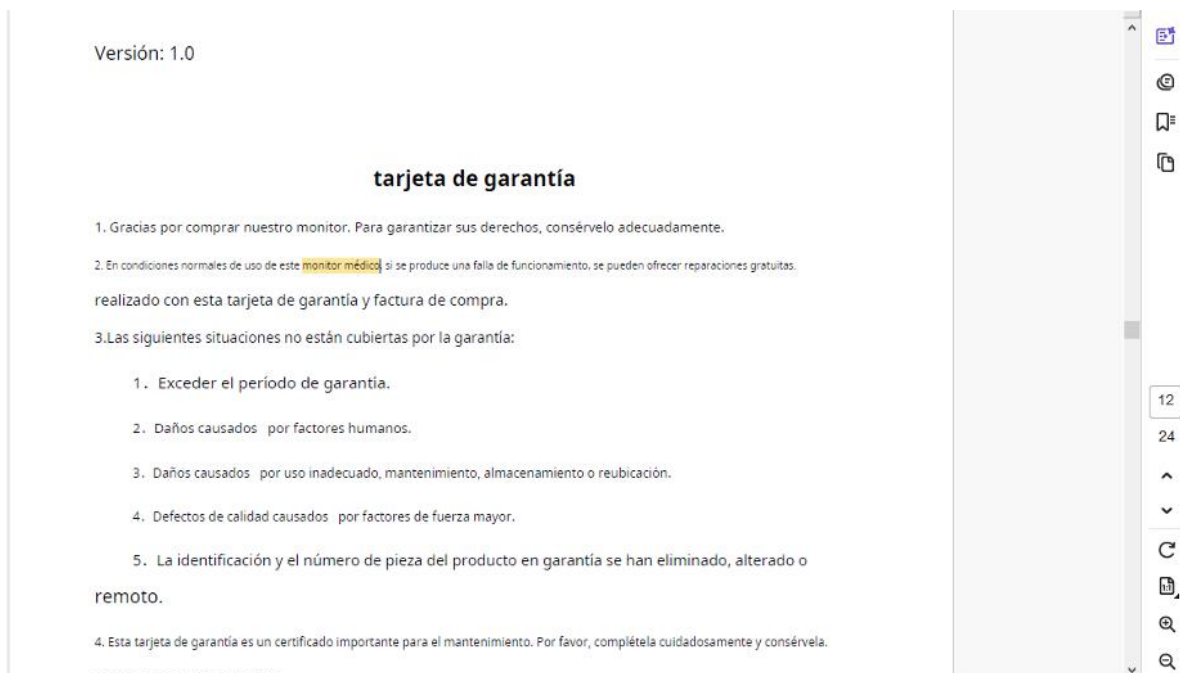 Versión: 1.0
tarjeta de garantía
1. Gracias por comprar nuestro monitor. Para garantizar sus derechos, consérvelo adecuadamente.
2. En condiciones normales de uso de este monitor médico, si se produce una falla de funcionamiento, se pueden ofrecer reparaciones gratuitas.
realizado con esta tarjeta de garantía y factura de compra.
3.Las siguientes situaciones no están cubiertas por la garantía:
1. Exceder el período de garantía.
2. Daños causados por factores humanos.
3. Daños causados por uso inadecuado, mantenimiento, almacenamiento o reubicación.
4. Defectos de calidad causados por factores de fuerza mayor.
5. La identificación y el número de pieza del producto en garantía se han eliminado, alterado o
remoto.
4. Esta tarjeta de garantía es un certificado importante para el mantenimiento. Por favor, complétela cuidadosamente y consérvela.
12
24